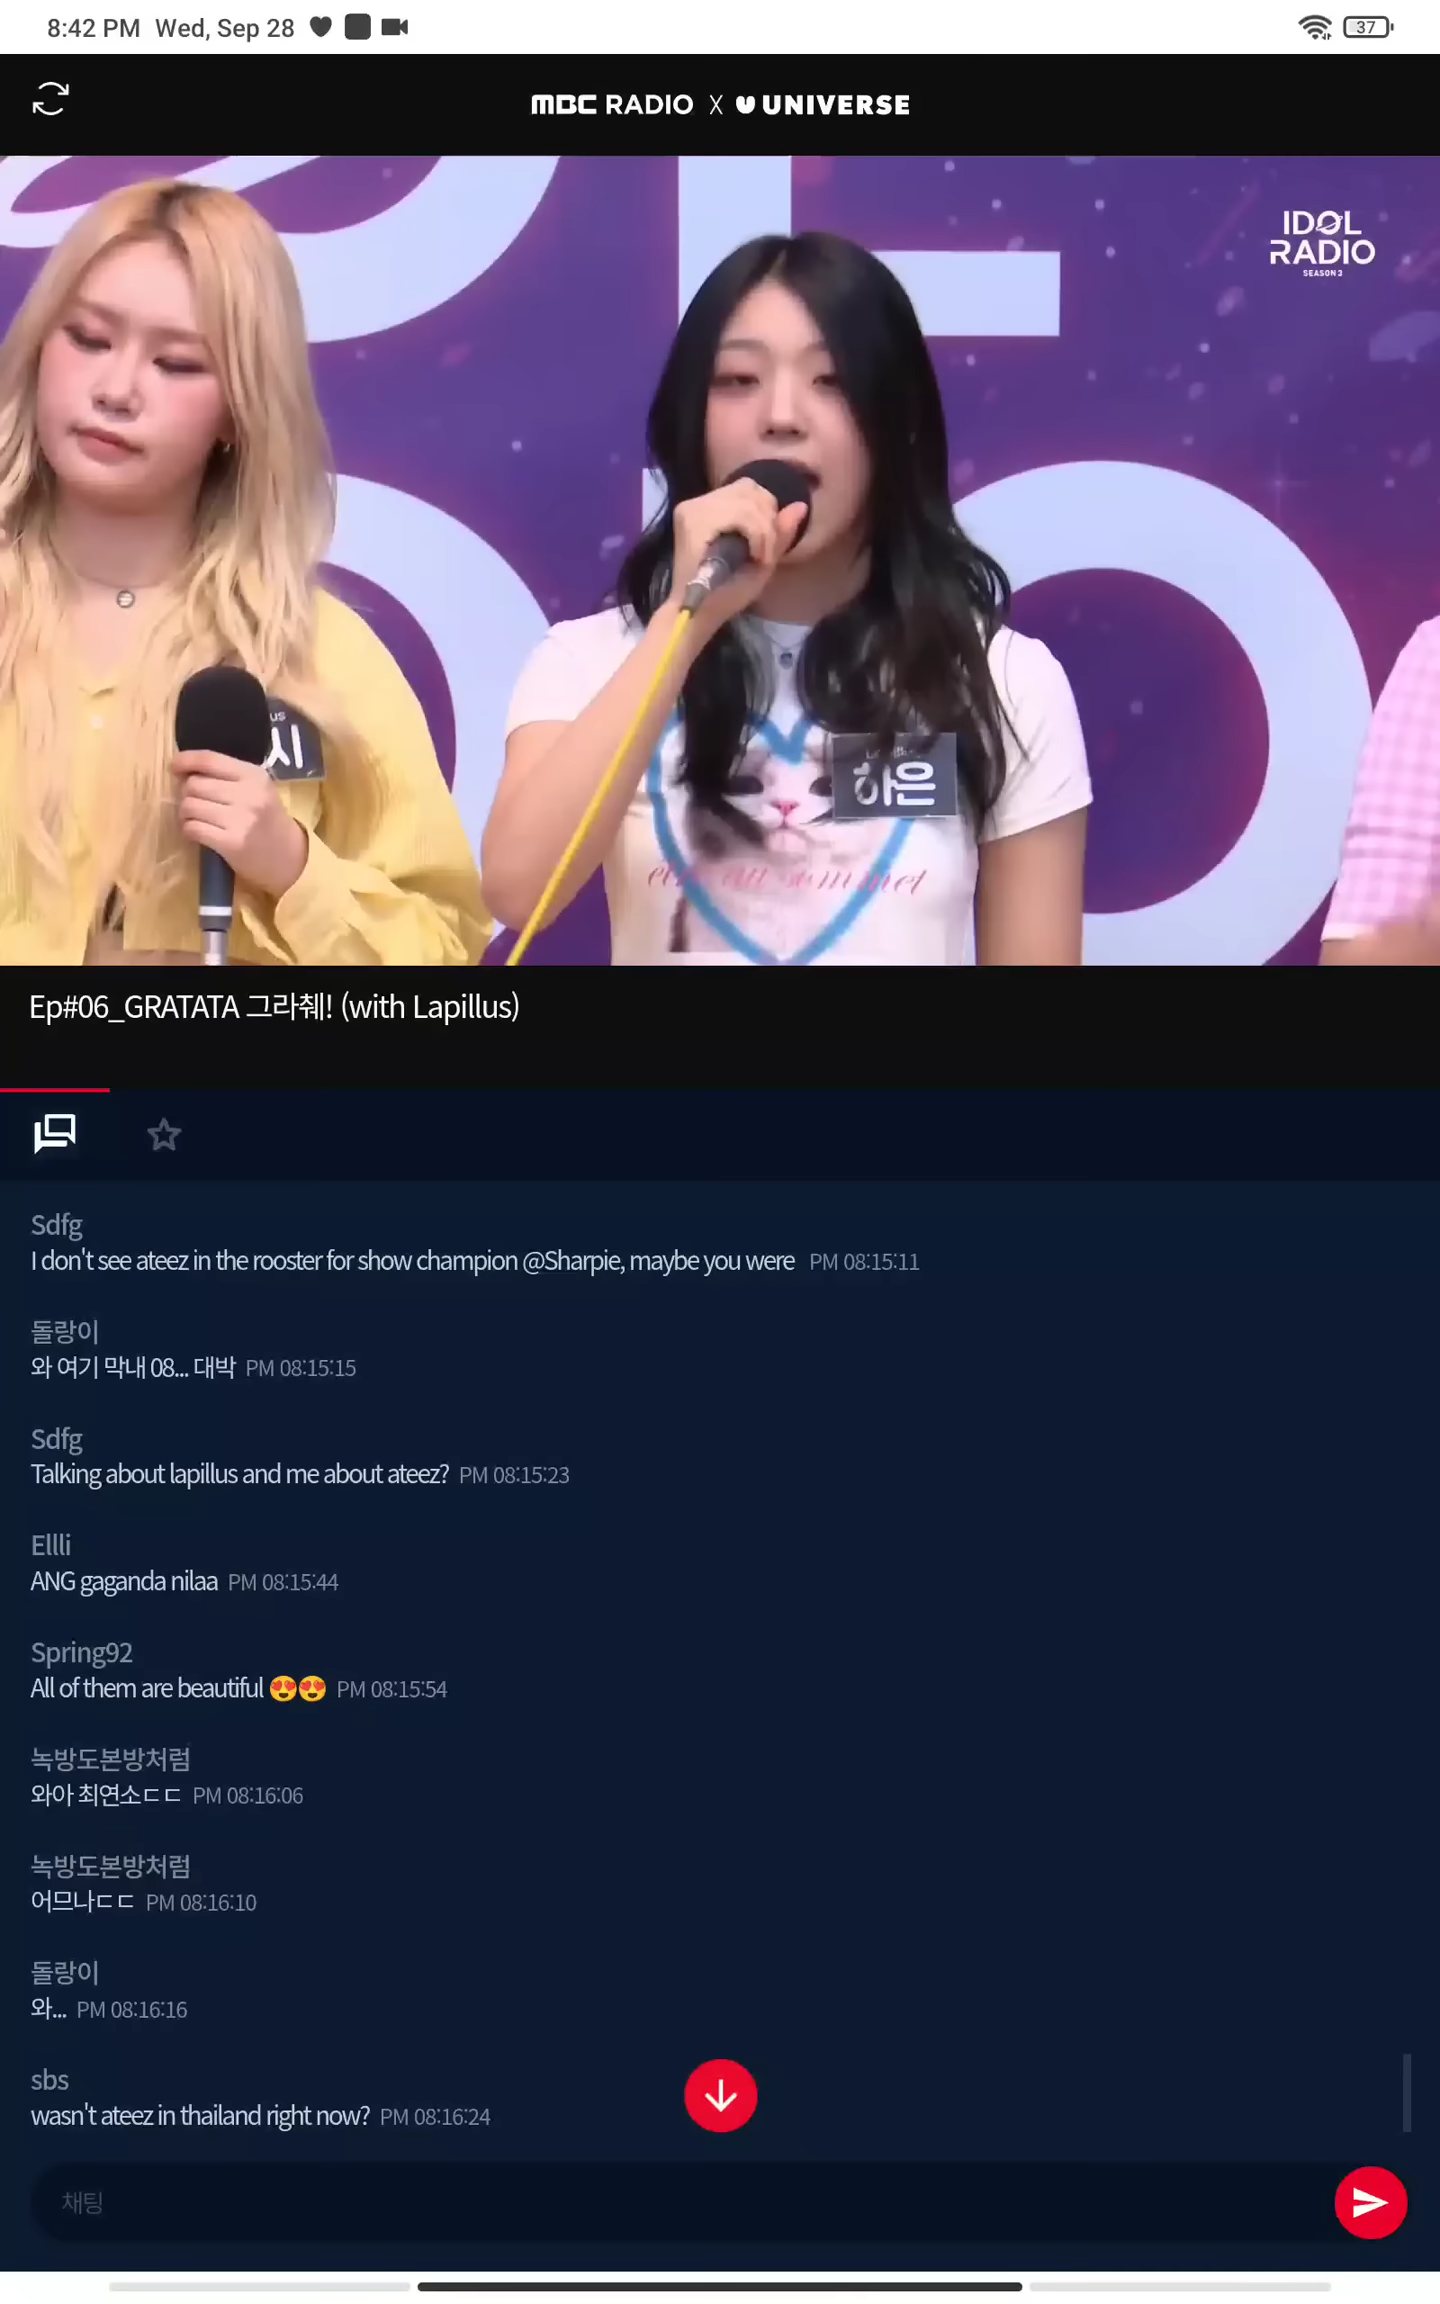 8:42 PM Wed, Sep 28
37
MBC RADIO X UNIVERSE
IDOL
RADIO
SEASON 3
us
시
하은
Ep#06_GRATATA 그라췌! (with Lapillus)
Sdfg
I don't see ateez in the rooster for show champion @Sharpie, maybe you were PM 08:15:11
돌랑이
와 여기 막내 08... 대박 PM 08:15:15
Sdfg
Talking about lapillus and me about ateez? PM 08:15:23
Ellli
ANG gaganda nilaa PM 08:15:44
Spring92
All of them are beautiful 😍😍 PM 08:15:54
녹방도본방처럼
와아 최연소ㄷㄷ PM 08:16:06
녹방도본방처럼
어므나ㄷㄷ PM 08:16:10
돌랑이
와... PM 08:16:16
sbs
wasn't ateez in thailand right now? PM 08:16:24
채팅